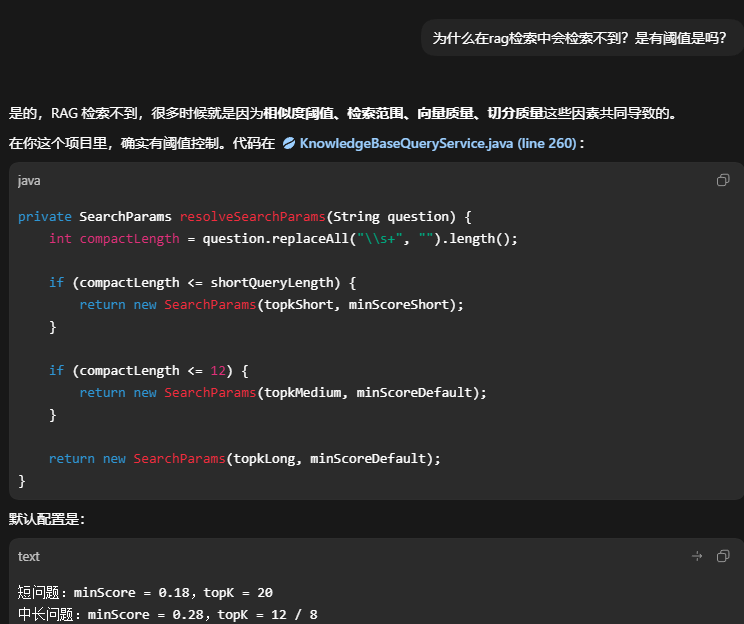 为什么在rag检索中会检索不到？是有阈值是吗？
是的，RAG 检索不到，很多时候就是因为相似度阈值、检索范围、向量质量、切分质量这些因素共同导致的。
在你这个项目里，确实有阈值控制。代码在 KnowledgeBaseQueryService.java (line 260)：
java
private SearchParams resolveSearchParams(String question) {
    int compactLength = question.replaceAll("\\s+", "").length();

    if (compactLength <= shortQueryLength) {
        return new SearchParams(topkShort, minScoreShort);
    }

    if (compactLength <= 12) {
        return new SearchParams(topkMedium, minScoreDefault);
    }

    return new SearchParams(topkLong, minScoreDefault);
}
默认配置是：
text
短问题：minScore = 0.18，topK = 20
中长问题：minScore = 0.28，topK = 12 / 8